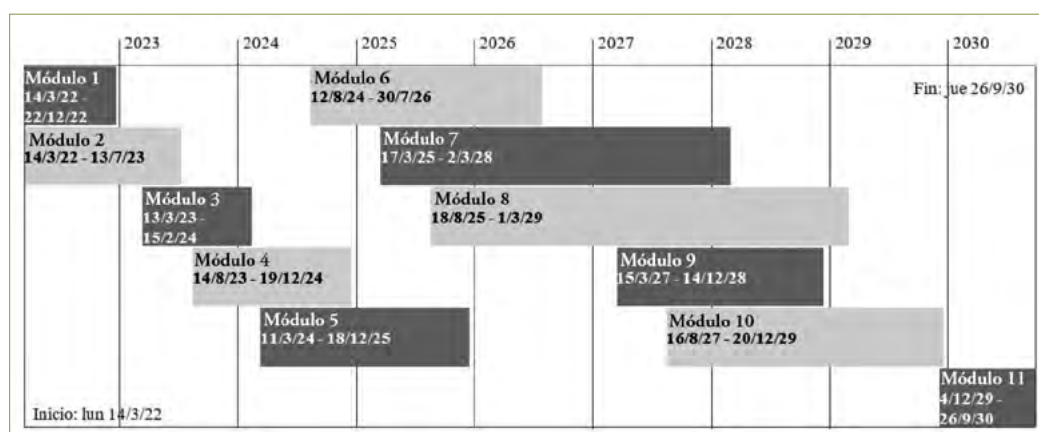 2023 2024 2025 2026 2027 2028 2029 2030
Módulo 1
14/3/22 -
22/12/22
Módulo 6
12/8/24 - 30/7/26
Fin: jue 26/9/30
Módulo 2
14/3/22 - 13/7/23
Módulo 7
17/3/25 - 2/3/28
Módulo 3
13/3/23 -
15/2/24
Módulo 8
18/8/25 - 1/3/29
Módulo 4
14/8/23 - 19/12/24
Módulo 9
15/3/27 - 14/12/28
Módulo 5
11/3/24 - 18/12/25
Módulo 10
16/8/27 - 20/12/29
Módulo 11
4/12/29 -
26/9/30
Inicio: lun 14/3/22